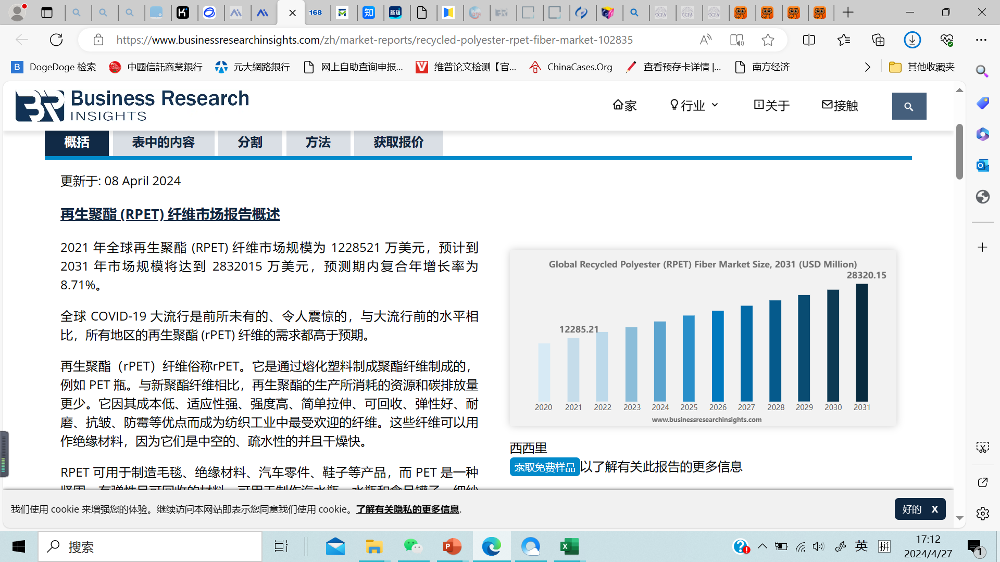 168
知
https://www.businessresearchinsights.com/zh/market-reports/recycled-polyester-rpet-fiber-market-102835
DogeDoge 检索
中國信託商業銀行
元大網路銀行
网上自助查询申报...
维普论文检测【官...
ChinaCases.Org
查看预存卡详情 |...
南方经济
其他收藏夹
Business Research
INSIGHTS
家
行业
关于
接触
概括
表中的内容
分割
方法
获取报价
更新于: 08 April 2024
再生聚酯 (RPET) 纤维市场报告概述
2021 年全球再生聚酯 (RPET) 纤维市场规模为 1228521 万美元，预计到
2031 年市场规模将达到 2832015 万美元，预测期内复合年增长率为
8.71%。
全球 COVID-19 大流行是前所未有的、令人震惊的，与大流行前的水平相
比，所有地区的再生聚酯 (rPET) 纤维的需求都高于预期。
再生聚酯（rPET）纤维俗称rPET。它是通过熔化塑料制成聚酯纤维制成的，
例如 PET 瓶。与新聚酯纤维相比，再生聚酯的生产所消耗的资源和碳排放量
更少。它因其成本低、适应性强、强度高、简单拉伸、可回收、弹性好、耐
磨、抗皱、防霉等优点而成为纺织工业中最受欢迎的纤维。这些纤维可以用
作绝缘材料，因为它们是中空的、疏水性的并且干燥快。
RPET 可用于制造毛毯、绝缘材料、汽车零件、鞋子等产品，而 PET 是一种
Global Recycled Polyester (RPET) Fiber Market Size, 2031 (USD Million)
28320.15
12285.21
2020 2021 2022 2023 2024 2025 2026 2027 2028 2029 2030 2031
www.businessresearchinsights.com
西西里
索取免费样品以了解有关此报告的更多信息
我们使用 cookie 来增强您的体验。继续访问本网站即表示您同意我们使用 cookie。了解有关隐私的更多信息.
好的 X
搜索
英
拼
17:12
2024/4/27
1